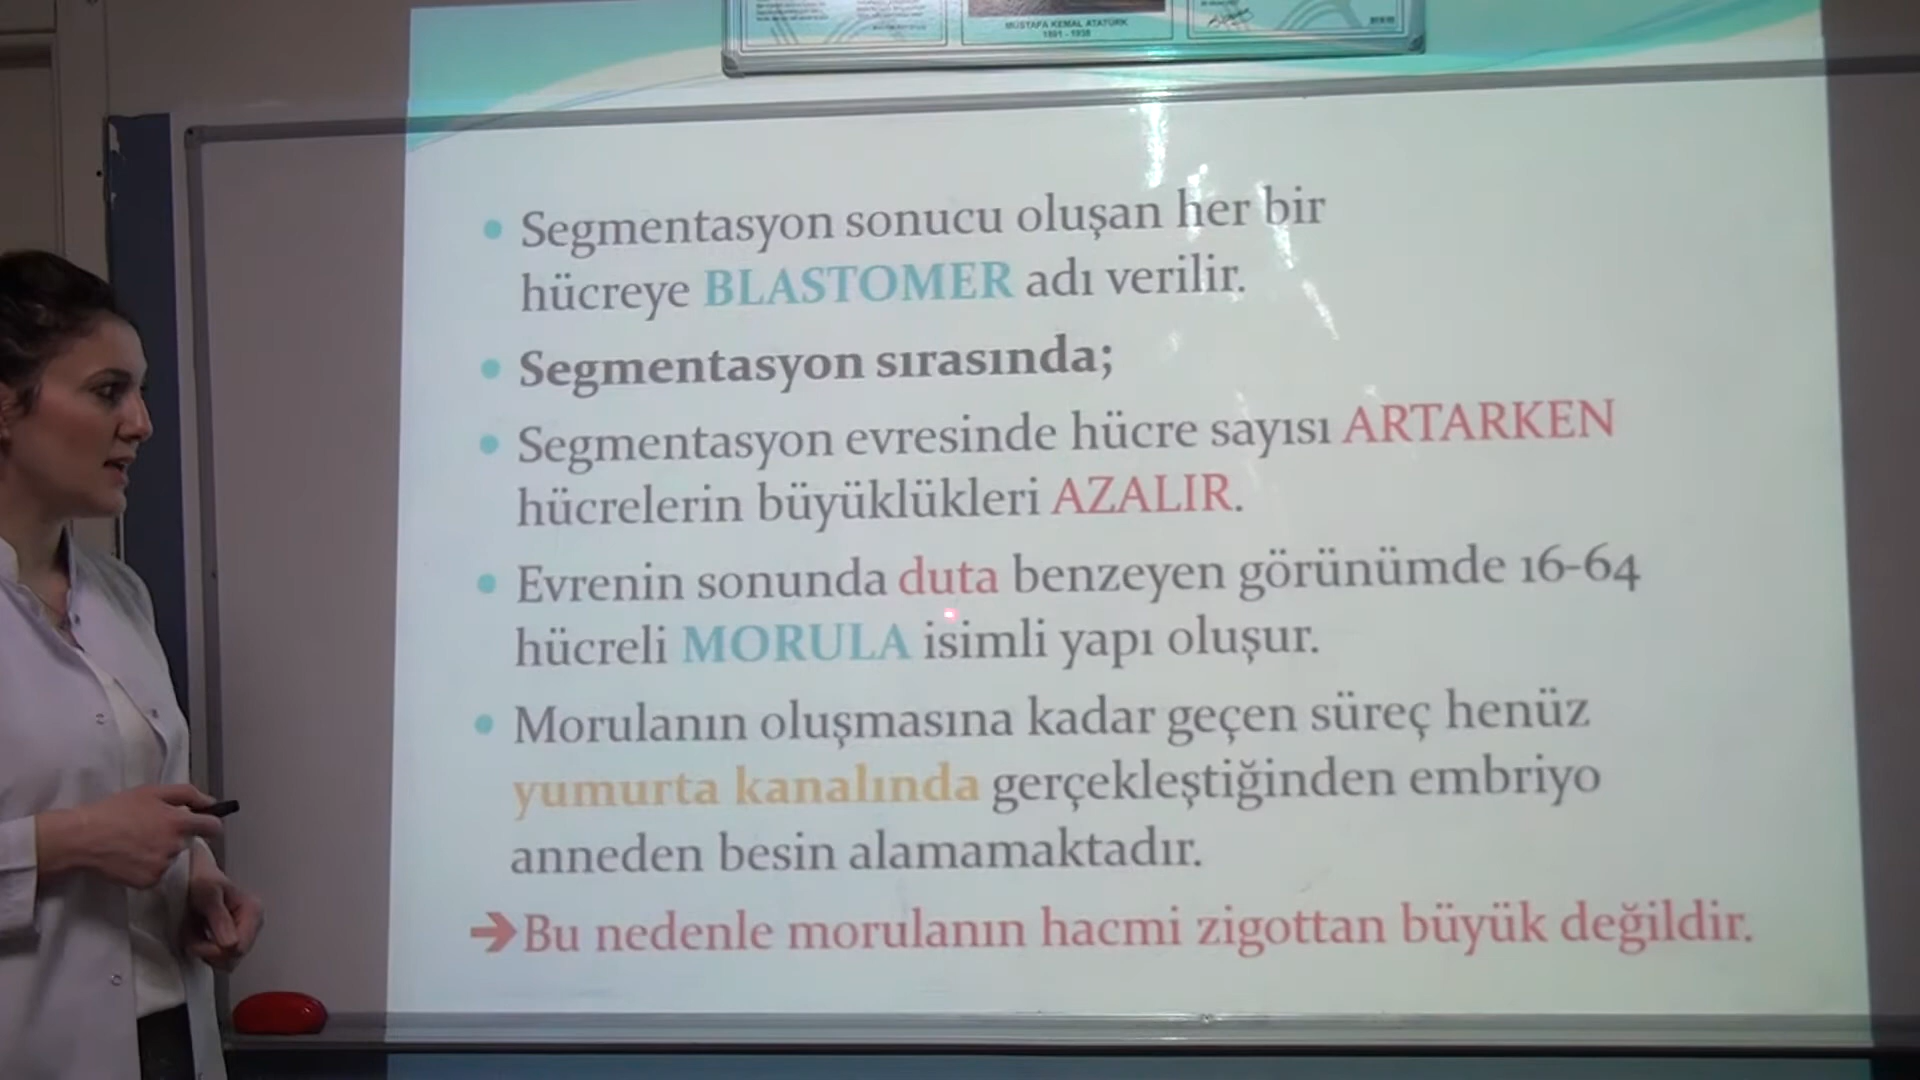 MUSTAFA KEMAL ATATÜRK
1881 - 1938
• Segmentasyon sonucu oluşan her bir
hücreye BLASTOMER adı verilir.
• Segmentasyon sırasında;
• Segmentasyon evresinde hücre sayısı ARTARKEN
hücrelerin büyüklükleri AZALIR.
• Evrenin sonunda duta benzeyen görünümde 16-64
hücreli MORULA isimli yapı oluşur.
• Morulanın oluşmasına kadar geçen süreç henüz
yumurta kanalında gerçekleştiğinden embriyo
anneden besin alamamaktadır.
➔ Bu nedenle morulanın hacmi zigottan büyük değildir.